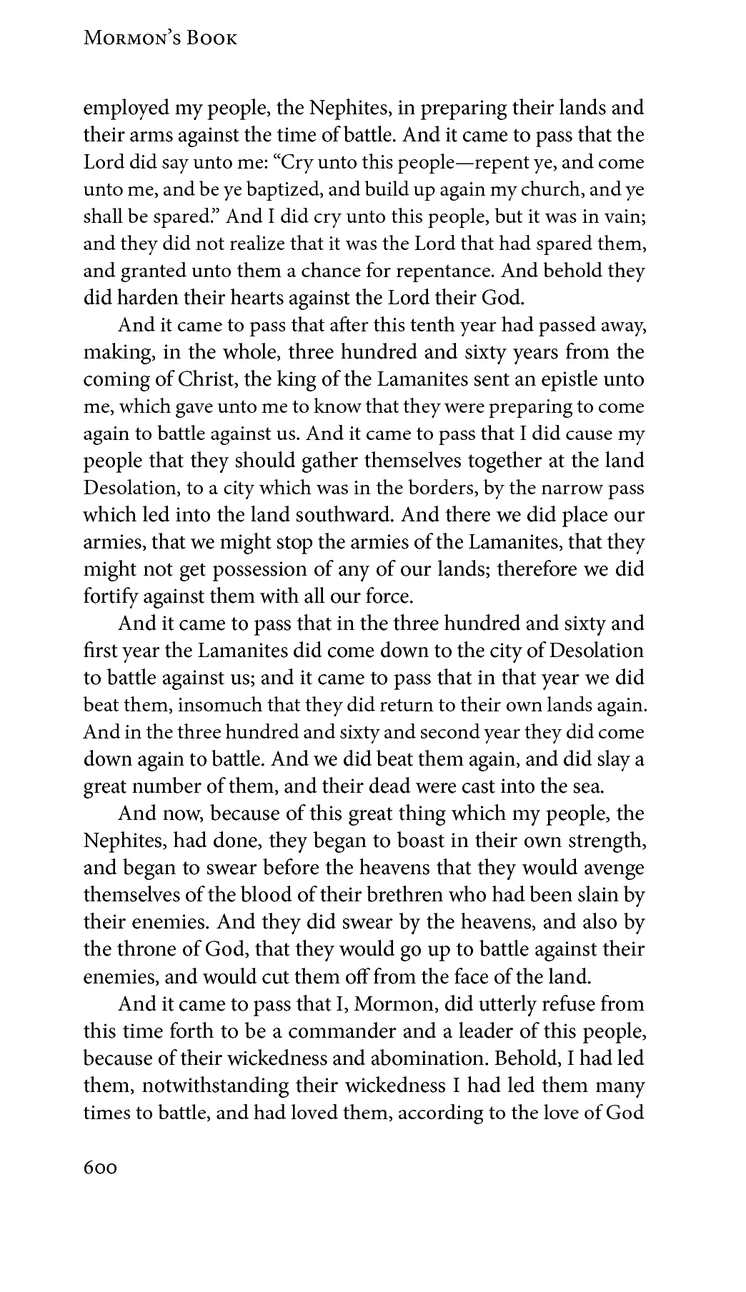 Mormon’s Book
employed my people, the Nephites, in preparing their lands and
their arms against the time of battle. And it came to pass that the
Lord did say unto me: “Cry unto this people—repent ye, and come
unto me, and be ye baptized, and build up again my church, and ye
shall be spared.” And I did cry unto this people, but it was in vain;
and they did not realize that it was the Lord that had spared them,
and granted unto them a chance for repentance. And behold they
did harden their hearts against the Lord their God.
And it came to pass that after this tenth year had passed away,
making, in the whole, three hundred and sixty years from the
coming of Christ, the king of the Lamanites sent an epistle unto
me, which gave unto me to know that they were preparing to come
again to battle against us. And it came to pass that I did cause my
people that they should gather themselves together at the land
Desolation, to a city which was in the borders, by the narrow pass
which led into the land southward. And there we did place our
armies, that we might stop the armies of the Lamanites, that they
might not get possession of any of our lands; therefore we did
fortify against them with all our force.
And it came to pass that in the three hundred and sixty and
first year the Lamanites did come down to the city of Desolation
to battle against us; and it came to pass that in that year we did
beat them, insomuch that they did return to their own lands again.
And in the three hundred and sixty and second year they did come
down again to battle. And we did beat them again, and did slay a
great number of them, and their dead were cast into the sea.
And now, because of this great thing which my people, the
Nephites, had done, they began to boast in their own strength,
and began to swear before the heavens that they would avenge
themselves of the blood of their brethren who had been slain by
their enemies. And they did swear by the heavens, and also by
the throne of God, that they would go up to battle against their
enemies, and would cut them off from the face of the land.
And it came to pass that I, Mormon, did utterly refuse from
this time forth to be a commander and a leader of this people,
because of their wickedness and abomination. Behold, I had led
them, notwithstanding their wickedness I had led them many
times to battle, and had loved them, according to the love of God
600